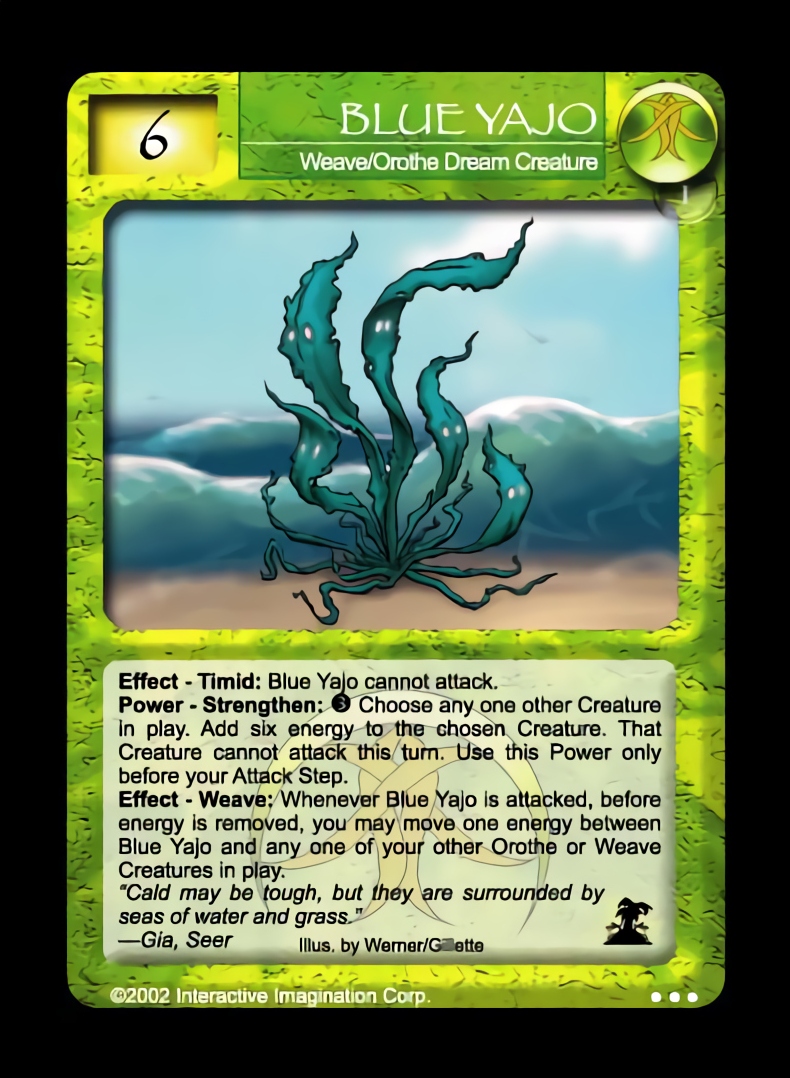 6
BLUE YAJO
Weave/Orothe Dream Creature
1
Effect - Timid: Blue Yajo cannot attack.
Power - Strengthen: ❸ Choose any one other Creature
in play. Add six energy to the chosen Creature. That
Creature cannot attack this turn. Use this Power only
before your Attack Step.
Effect - Weave: Whenever Blue Yajo is attacked, before
energy is removed, you may move one energy between
Blue Yajo and any one of your other Orothe or Weave
Creatures in play.
"Cald may be tough, but they are surrounded by
seas of water and grass."
—Gia, Seer
Illus. by
©2002 Interactive Imagination Corp.